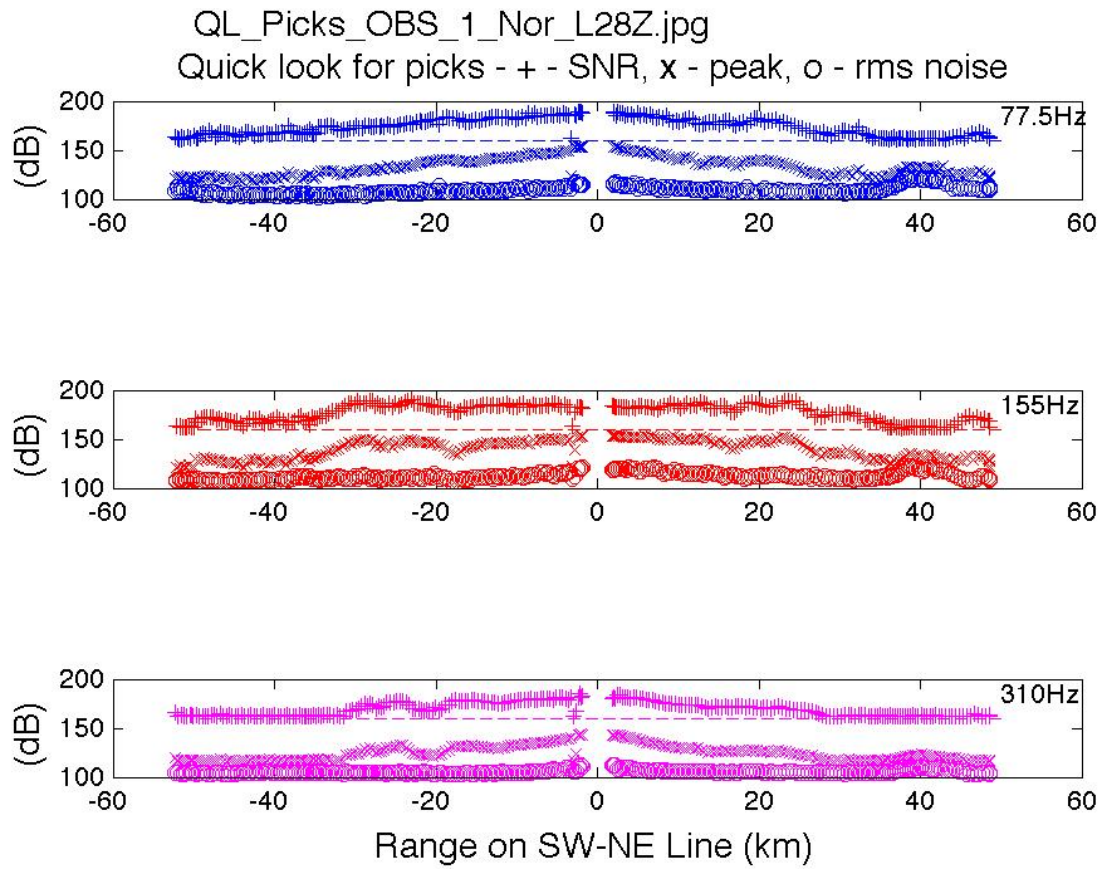 QL_Picks_OBS_1_Nor_L28Z.jpg
Quick look for picks - + - SNR, x - peak, o - rms noise
200
150
100
(dB)
77.5Hz
-60 -40 -20 0 20 40 60
200
150
100
(dB)
155Hz
-60 -40 -20 0 20 40 60
200
150
100
(dB)
310Hz
-60 -40 -20 0 20 40 60
Range on SW-NE Line (km)